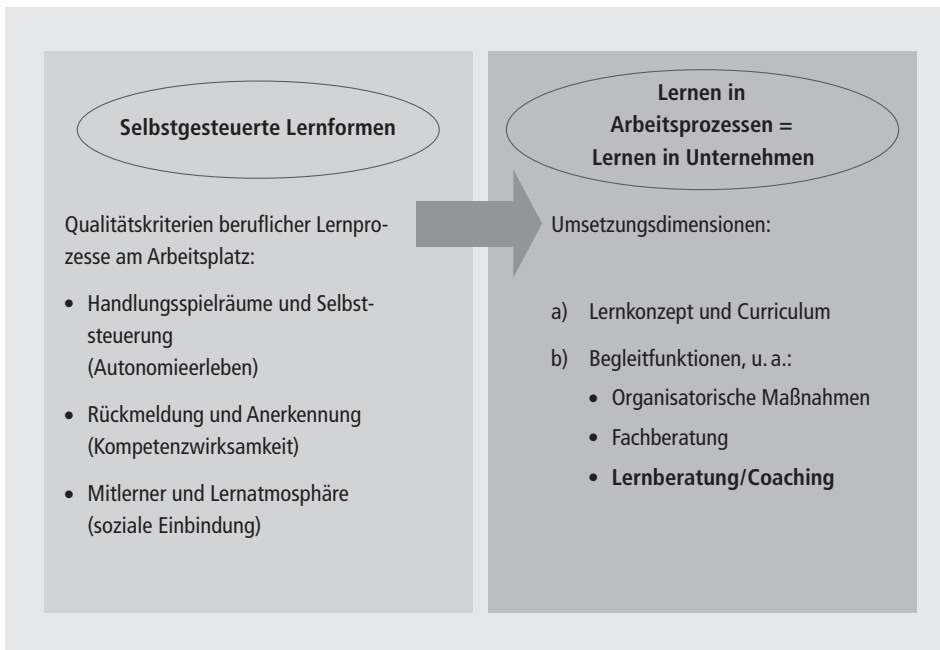 Selbstgesteuerte Lernformen
Qualitätskriterien beruflicher Lernpro-
zesse am Arbeitsplatz:
• Handlungsspielräume und Selbst-
steuerung
(Autonomieerleben)
• Rückmeldung und Anerkennung
(Kompetenzwirksamkeit)
• Mitlerner und Lernatmosphäre
(soziale Einbindung)
Lernen in
Arbeitsprozessen =
Lernen in Unternehmen
Umsetzungsdimensionen:
a) Lernkonzept und Curriculum
b) Begleitfunktionen, u. a.:
• Organisatorische Maßnahmen
• Fachberatung
• Lernberatung/Coaching